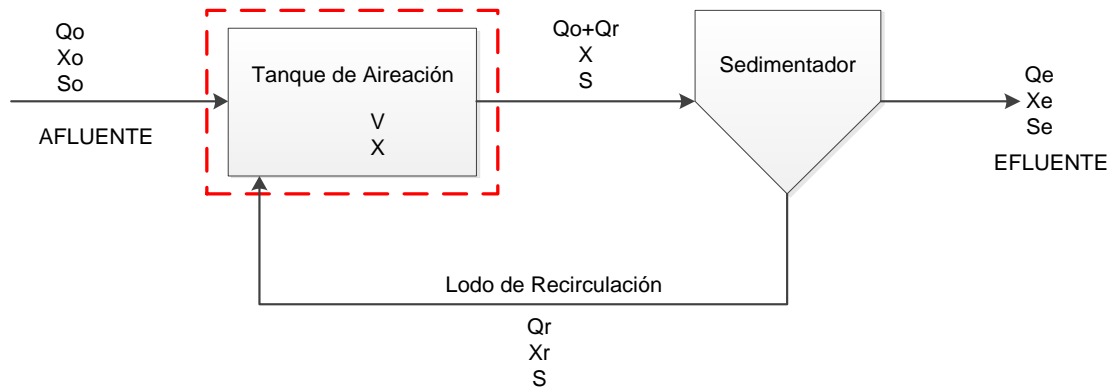 Qo
Xo
So
AFLUENTE
Tanque de Aireación
V
X
Qo+Qr
X
S
Sedimentador
Qe
Xe
Se
EFLUENTE
Lodo de Recirculación
Qr
Xr
S